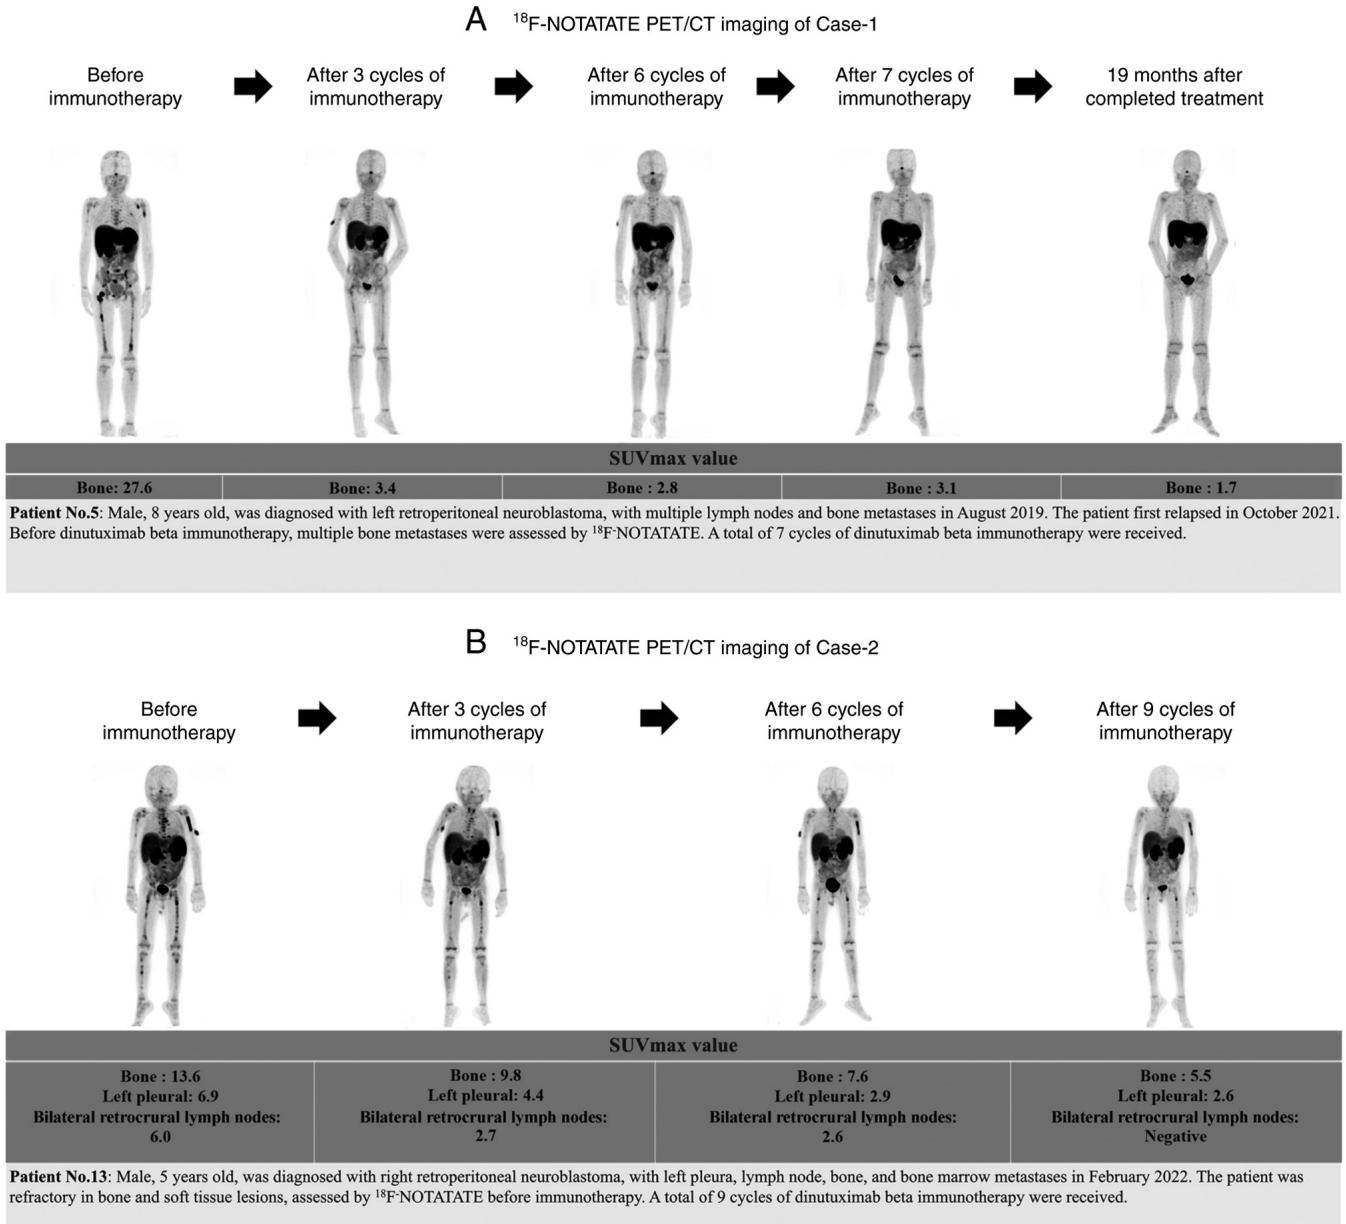 A ¹⁸F-NOTATATE PET/CT imaging of Case-1
Before
immunotherapy
After 3 cycles of
immunotherapy
After 6 cycles of
immunotherapy
After 7 cycles of
immunotherapy
19 months after
completed treatment
SUVmax value
Bone: 27.6
Bone: 3.4
Bone : 2.8
Bone : 3.1
Bone : 1.7
Patient No.5: Male, 8 years old, was diagnosed with left retroperitoneal neuroblastoma, with multiple lymph nodes and bone metastases in August 2019. The patient first relapsed in October 2021.
Before dinutuximab beta immunotherapy, multiple bone metastases were assessed by ¹⁸F-NOTATATE. A total of 7 cycles of dinutuximab beta immunotherapy were received.
B ¹⁸F-NOTATATE PET/CT imaging of Case-2
Before
immunotherapy
After 3 cycles of
immunotherapy
After 6 cycles of
immunotherapy
After 9 cycles of
immunotherapy
SUVmax value
Bone : 13.6
Left pleural: 6.9
Bilateral retrocrural lymph nodes:
6.0
Bone : 9.8
Left pleural: 4.4
Bilateral retrocrural lymph nodes:
2.7
Bone : 7.6
Left pleural: 2.9
Bilateral retrocrural lymph nodes:
2.6
Bone : 5.5
Left pleural: 2.6
Bilateral retrocrural lymph nodes:
Negative
Patient No.13: Male, 5 years old, was diagnosed with right retroperitoneal neuroblastoma, with left pleura, lymph node, bone, and bone marrow metastases in February 2022. The patient was
refractory in bone and soft tissue lesions, assessed by ¹⁸F-NOTATATE before immunotherapy. A total of 9 cycles of dinutuximab beta immunotherapy were received.